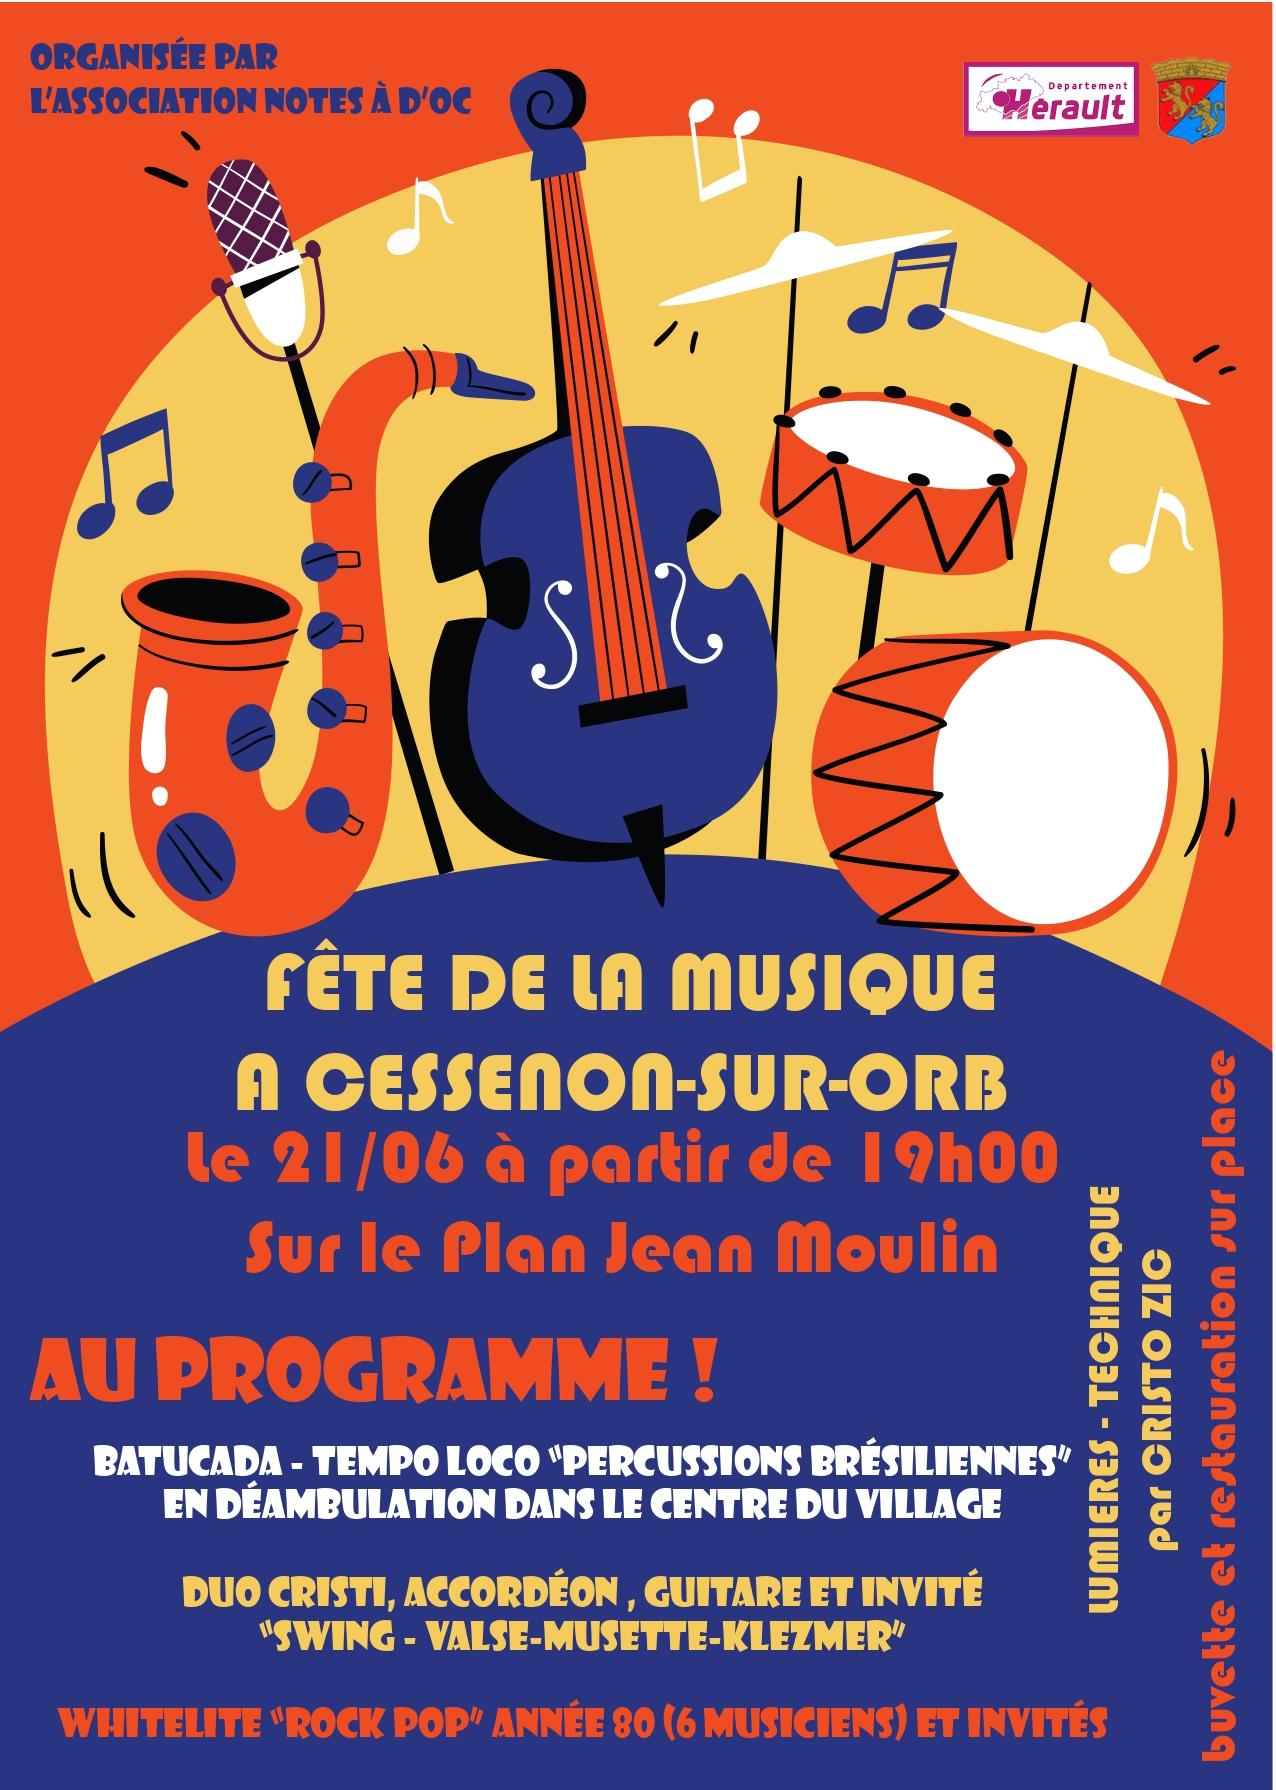 ORGANISÉE PAR
L'ASSOCIATION NOTES À D'OC
Département
Hérault
FÊTE DE LA MUSIQUE
A CESSENON-SUR-ORB
Le 21/06 à partir de 19h00
Sur le Plan Jean Moulin
AU PROGRAMME !
BATUCADA - TEMPO LOCO "PERCUSSIONS BRÉSILIENNES"
EN DÉAMBULATION DANS LE CENTRE DU VILLAGE
DUO CRISTI, ACCORDÉON , GUITARE ET INVITÉ
"SWING - VALSE-MUSETTE-KLEZMER"
WHITELITE "ROCK POP" ANNÉE 80 (6 MUSICIENS) ET INVITÉS
LUMIERES - TECHNIQUE
par CRISTO ZIC
buvette et restauration sur place